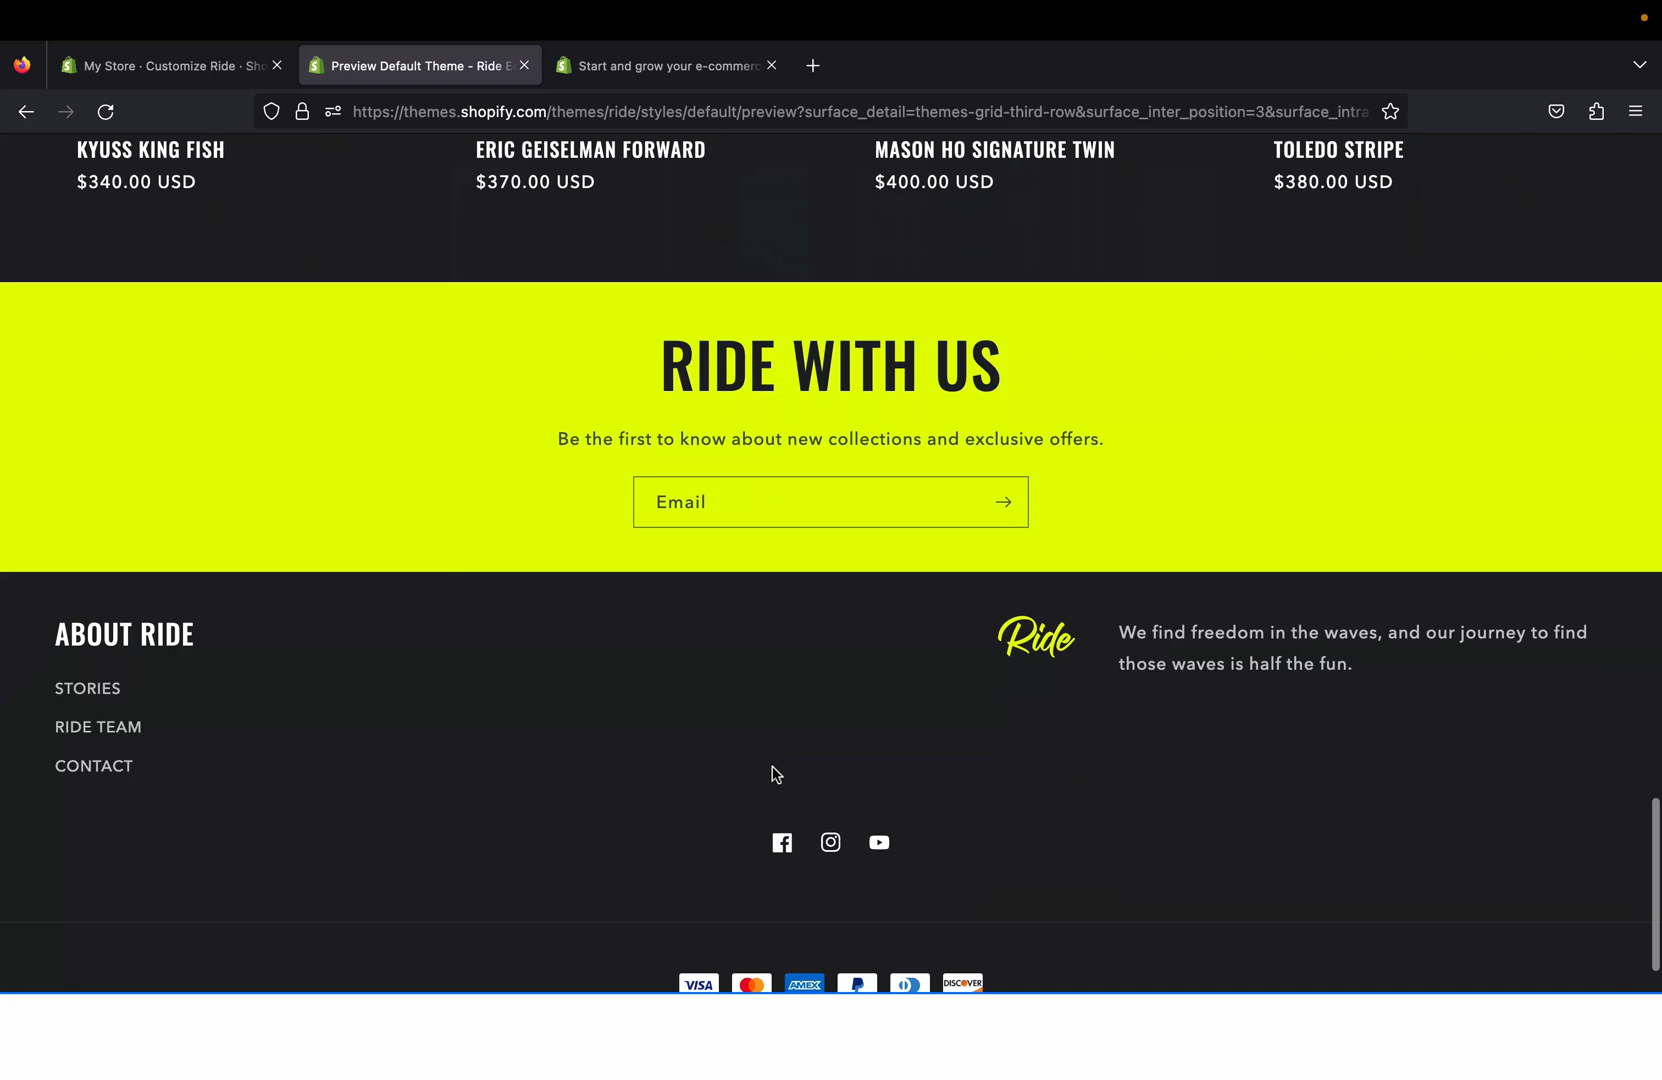 My Store · Customize Ride · Sho
Preview Default Theme - Ride E
Start and grow your e-commerc
https://themes.shopify.com/themes/ride/styles/default/preview?surface_detail=themes-grid-third-row&surface_inter_position=3&surface_intra
KYUSS KING FISH
$340.00 USD
ERIC GEISELMAN FORWARD
$370.00 USD
MASON HO SIGNATURE TWIN
$400.00 USD
TOLEDO STRIPE
$380.00 USD
RIDE WITH US
Be the first to know about new collections and exclusive offers.
Email
ABOUT RIDE
STORIES
RIDE TEAM
CONTACT
Ride
We find freedom in the waves, and our journey to find
those waves is half the fun.
VISA
AMEX
DISCOVER